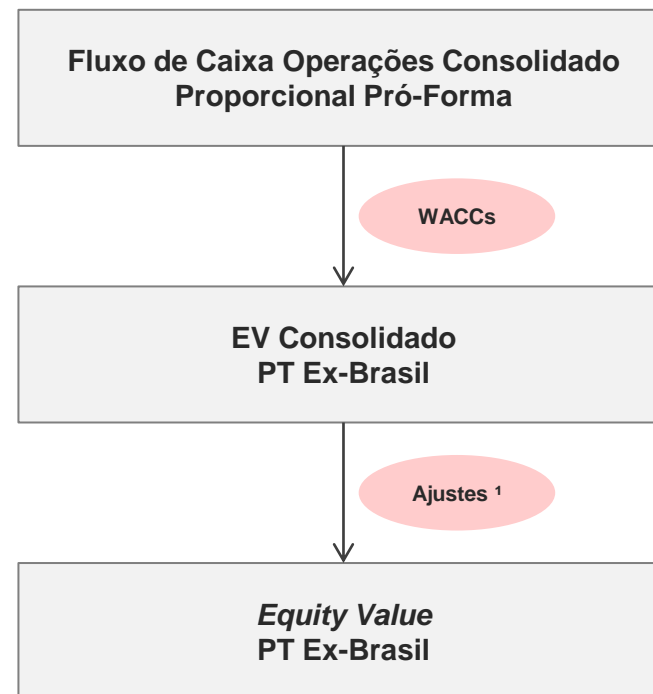 Fluxo de Caixa Operações Consolidado
Proporcional Pró-Forma
WACCs
EV Consolidado
PT Ex-Brasil
Ajustes ¹
Equity Value
PT Ex-Brasil